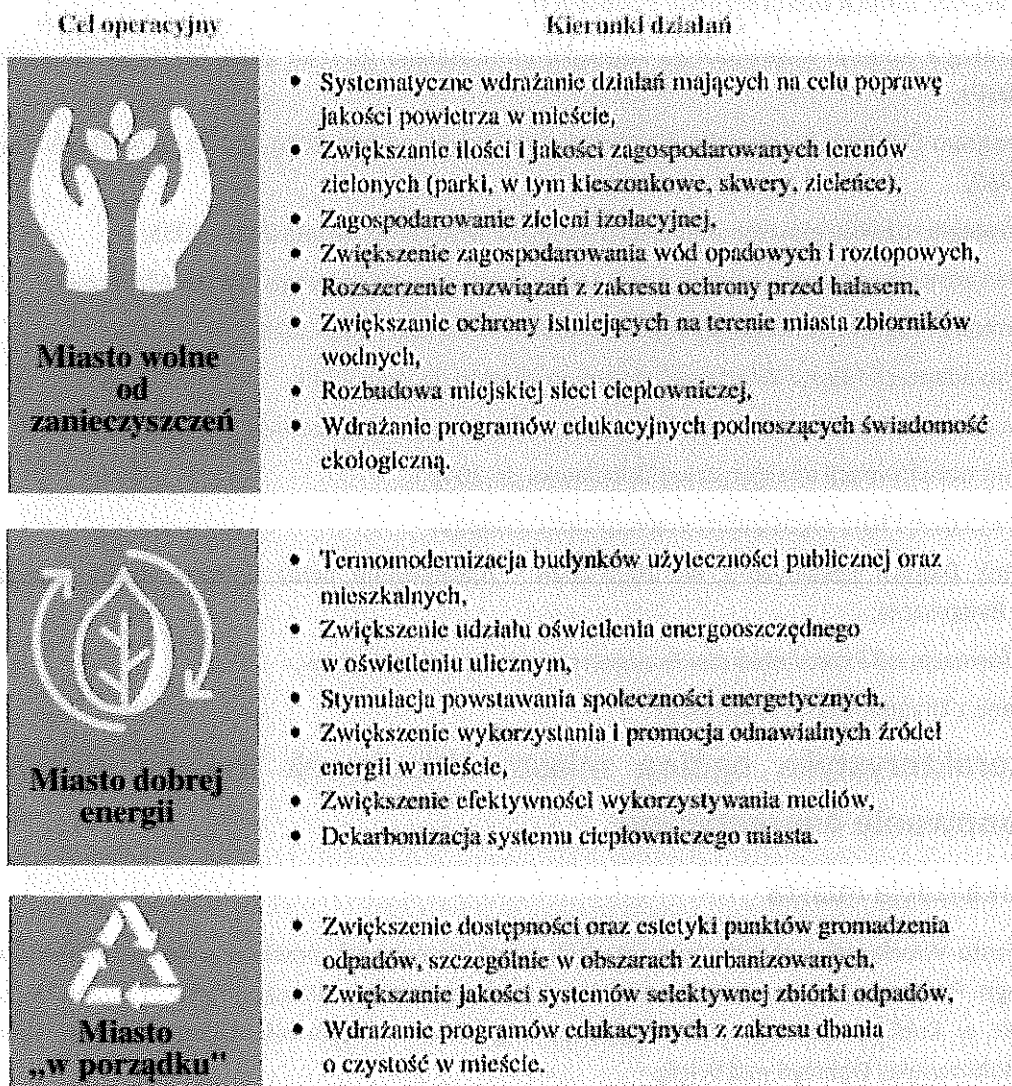 Cel operacyjny
Kierunki działań
Miasto wolne
od
zanieczyszczeń
• Systematyczne wdrażanie działań mających na celu poprawę
jakości powietrza w mieście,
• Zwiększanie ilości i jakości zagospodarowanych terenów
zielonych (parki, w tym kieszonkowe, skwery, zieleńce),
• Zagospodarowanie zieleni izolacyjnej,
• Zwiększenie zagospodarowania wód opadowych i roztopowych,
• Rozszerzenie rozwiązań z zakresu ochrony przed hałasem,
• Zwiększanie ochrony istniejących na terenie miasta zbiorników
wodnych,
• Rozbudowa miejskiej sieci ciepłowniczej,
• Wdrażanie programów edukacyjnych podnoszących świadomość
ekologiczną.
Miasto dobrej
energii
• Termomodernizacja budynków użyteczności publicznej oraz
mieszkalnych,
• Zwiększenie udziału oświetlenia energooszczędnego
w oświetleniu ulicznym,
• Stymulacja powstawania społeczności energetycznych,
• Zwiększenie wykorzystania i promocja odnawialnych źródeł
energii w mieście,
• Zwiększenie efektywności wykorzystywania mediów,
• Dekarbonizacja systemu ciepłowniczego miasta.
Miasto
„w porządku"
• Zwiększenie dostępności oraz estetyki punktów gromadzenia
odpadów, szczególnie w obszarach zurbanizowanych,
• Zwiększanie jakości systemów selektywnej zbiórki odpadów,
• Wdrażanie programów edukacyjnych z zakresu dbania
o czystość w mieście.